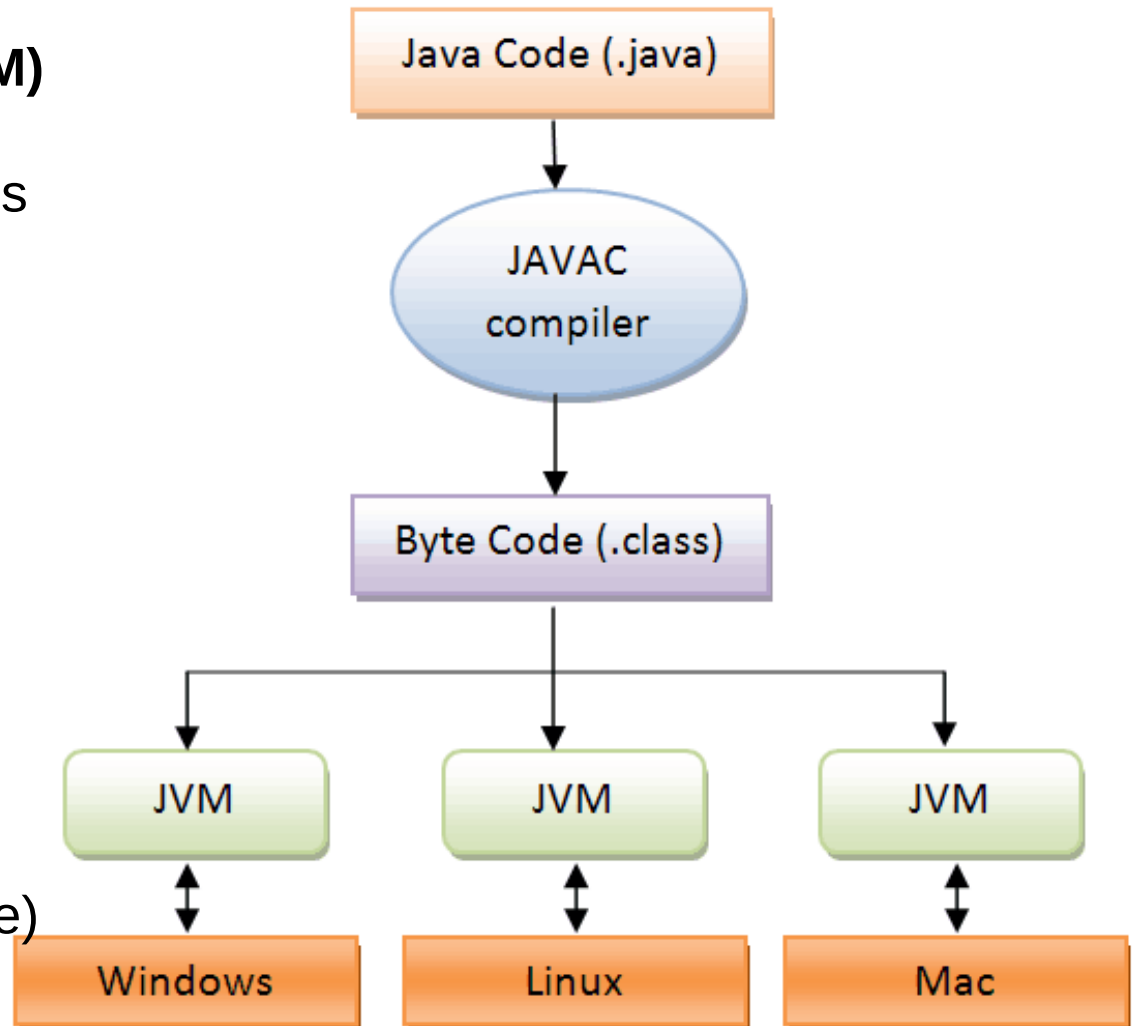 M)
s
e)
Java Code (.java)
JAVAC
compiler
Byte Code (.class)
JVM
JVM
JVM
Windows
Linux
Mac